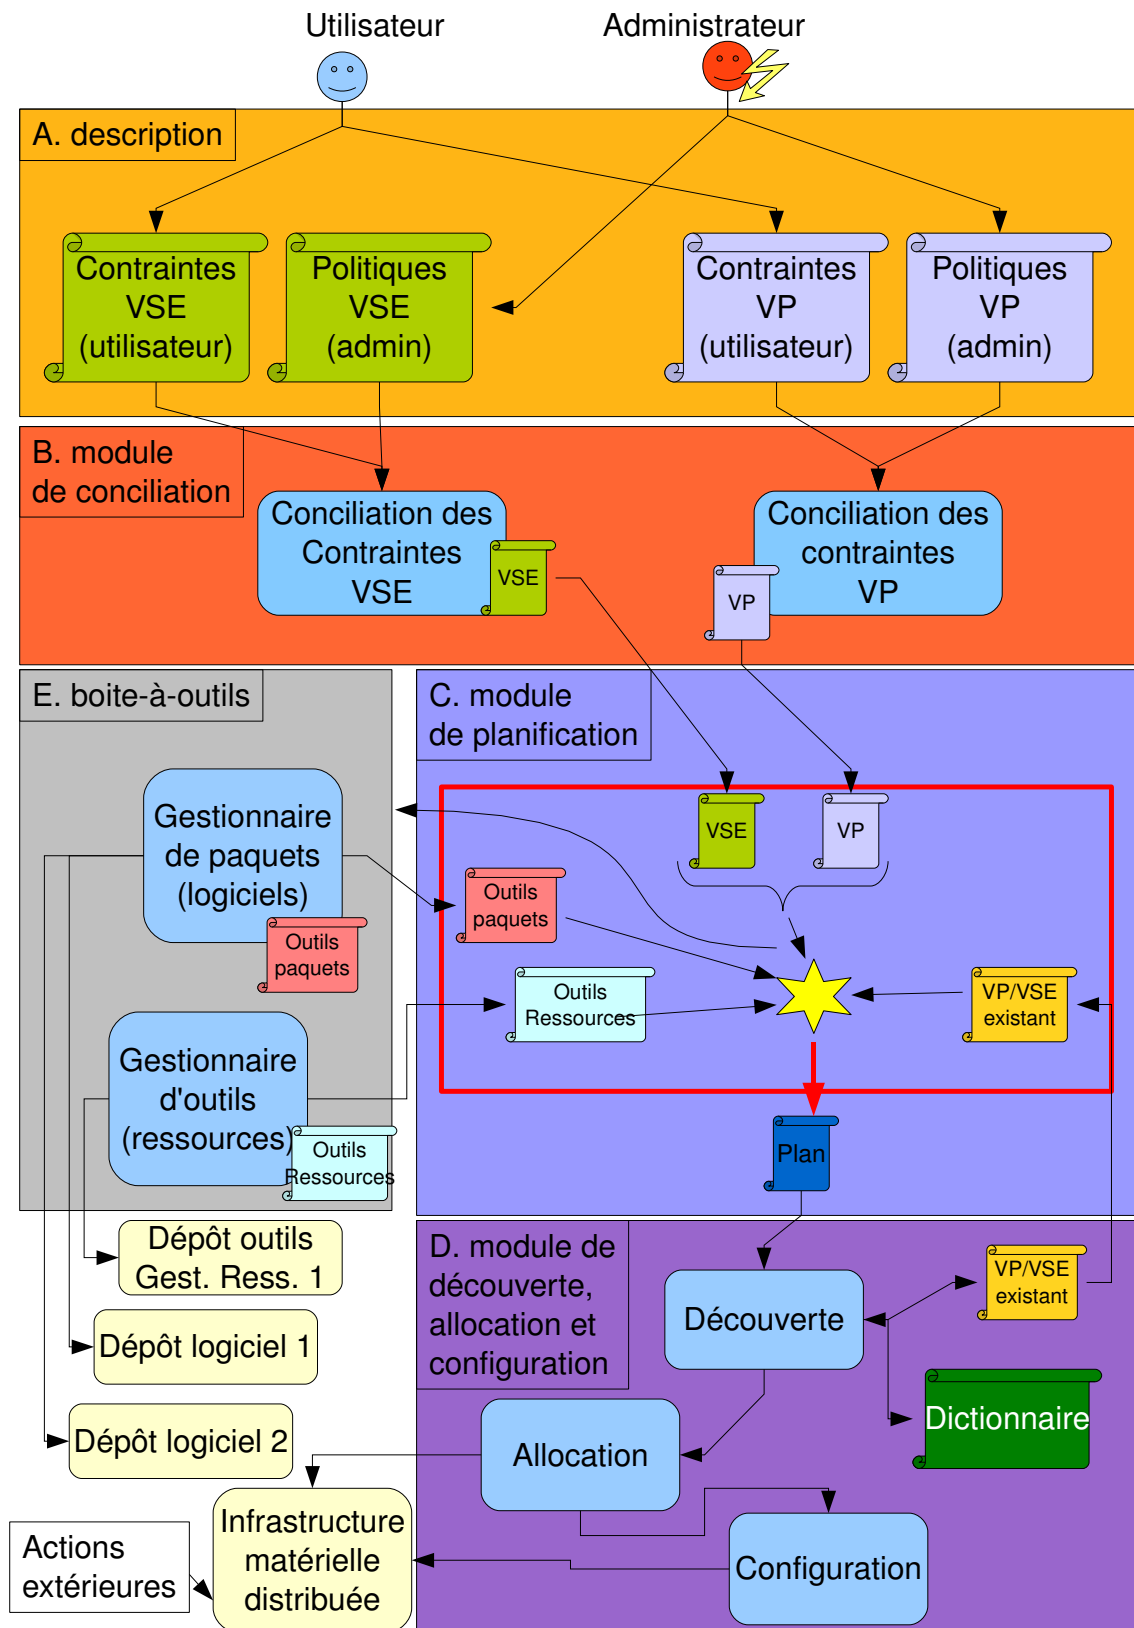 Utilisateur
Administrateur
A. description
Contraintes
VSE
(utilisateur)
Politiques
VSE
(admin)
Contraintes
VP
(utilisateur)
Politiques
VP
(admin)
B. module
de conciliation
Conciliation des
Contraintes
VSE
VSE
Conciliation des
contraintes
VP
VP
E. boite-à-outils
Gestionnaire
de paquets
(logiciels)
Outils
paquets
Gestionnaire
d'outils
(ressources)
Outils
Ressources
C. module
de planification
VSE
VP
Outils
paquets
Outils
Ressources
VP/VSE
existant
Plan
Dépôt outils
Gest. Ress. 1
Dépôt logiciel 1
Dépôt logiciel 2
D. module de
découverte,
allocation et
configuration
Découverte
VP/VSE
existant
Dictionnaire
Allocation
Configuration
Infrastructure
matérielle
distribuée
Actions
extérieures